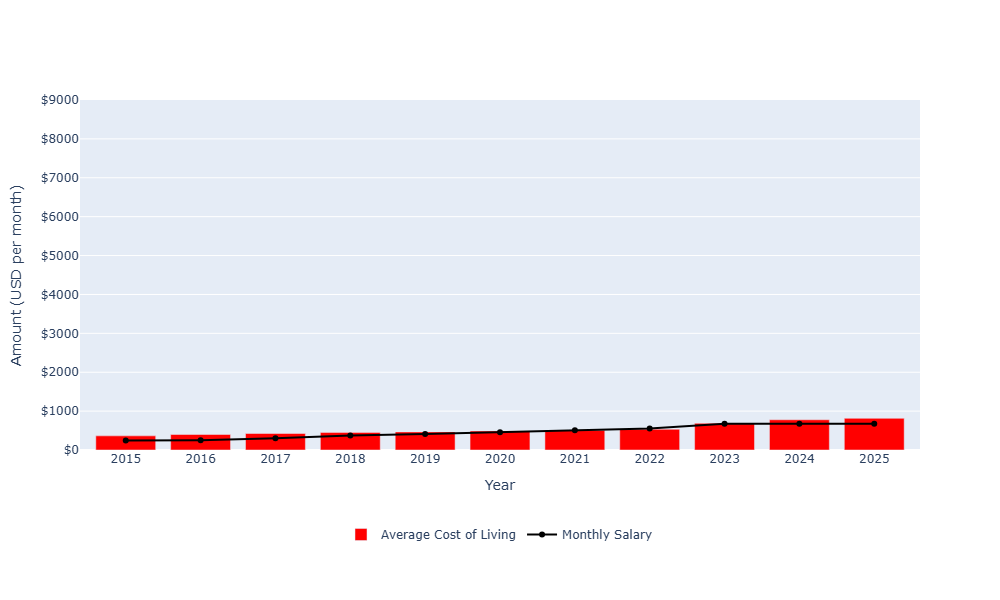 $9000
$8000
$7000
$6000
$5000
$4000
$3000
$2000
$1000
$0
Amount (USD per month)
2015 2016 2017 2018 2019 2020 2021 2022 2023 2024 2025
Year
Average Cost of Living Monthly Salary